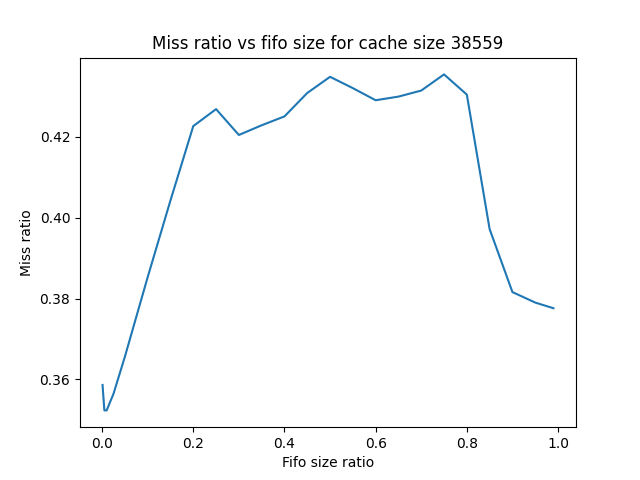 Miss ratio vs fifo size for cache size 38559
Miss ratio
0.42
0.40
0.38
0.36
0.0 0.2 0.4 0.6 0.8 1.0
Fifo size ratio